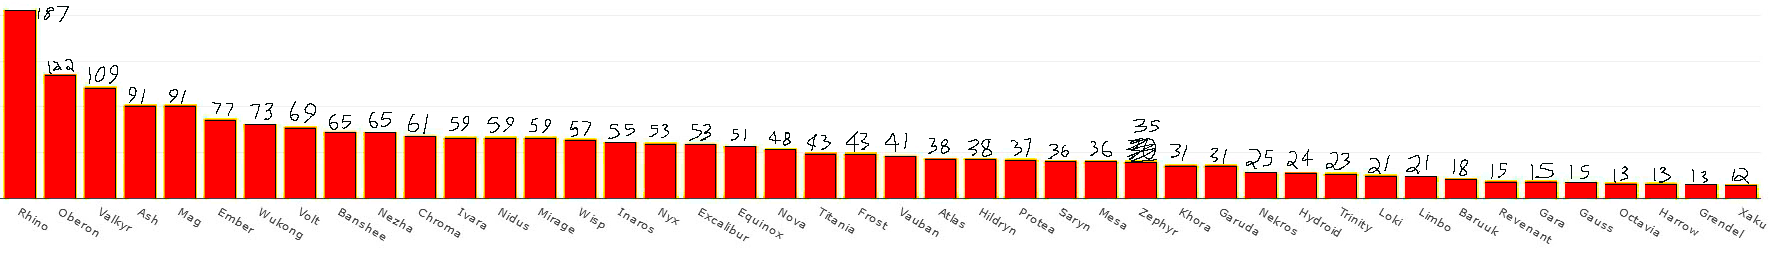 187 122 109 91 91 77 73 69 65 65 61 59 59 59 57 55 53 53 51 48 43 43 41 38 38 37 36 36 35 31 31 25 24 23 21 21 18 15 15 15 13 13 13 12
Rhino Oberon Valkyr Ash Mag Ember Wukong Volt Banshee Nezha Chroma Ivara Nidus Mirage Wisp Inaros Nyx Excalibur Equinox Nova Titania Frost Vauban Atlas Hildryn Protea Saryn Mesa Zephyr Khora Garuda Nekros Hydroid Trinity Loki Limbo Baruuk Revenant Gara Gauss Octavia Harrow Grendel Xaku